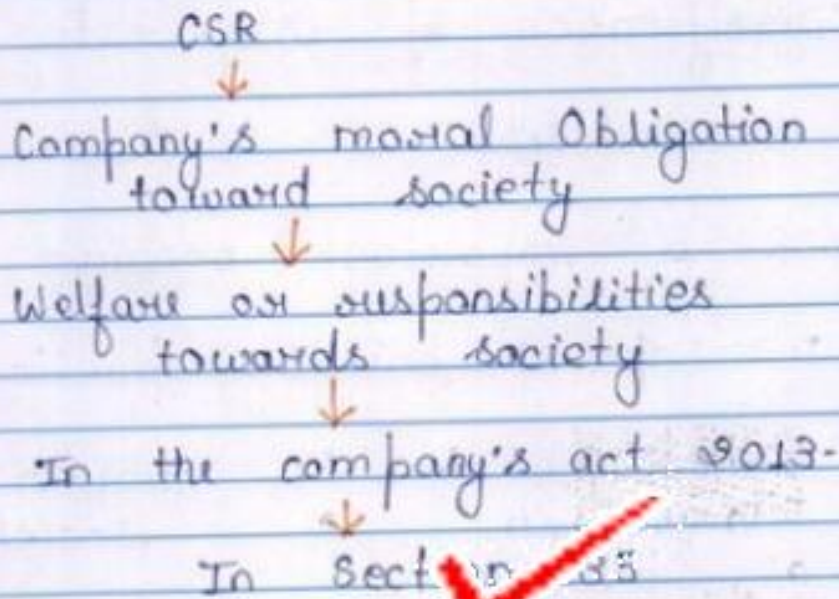 CSR
Company's moral Obligation
toward society
Welfare or responsibilities
towards society
In the company's act 2013-
In